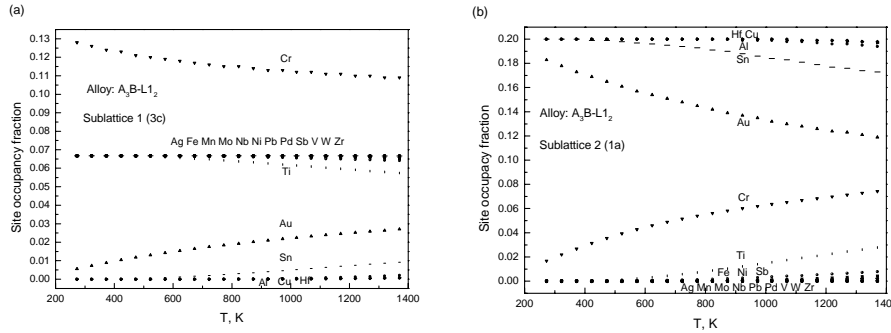 (a)
0.13
0.12
0.11
0.10
0.09
0.08
0.07
0.06
0.05
0.04
0.03
0.02
0.01
0.00
Site occupancy fraction
Cr
Alloy: A₃B-L1₂
Sublattice 1 (3c)
Ag Fe Mn Mo Nb Ni Pb Pd Sb V W Zr
Ti
Au
Sn
Al Cu Hf
200 400 600 800 1000 1200 1400
T, K
(b)
0.20
0.18
0.16
0.14
0.12
0.10
0.08
0.06
0.04
0.02
0.00
Site occupacy fraction
Hf Cu
Al
Sn
Alloy: A₃B-L1₂
Au
Sublattice 2 (1a)
Cr
Ti
Fe Ni Sb
Ag Mn Mo Nb Pb Pd V W Zr
200 400 600 800 1000 1200 1400
T, K